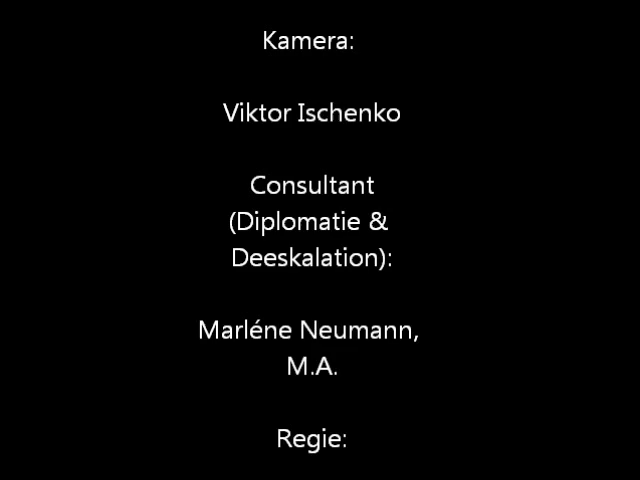 Kamera:
Viktor Ischenko
Consultant
(Diplomatie &
Deeskalation):
Marléne Neumann,
M.A.
Regie: